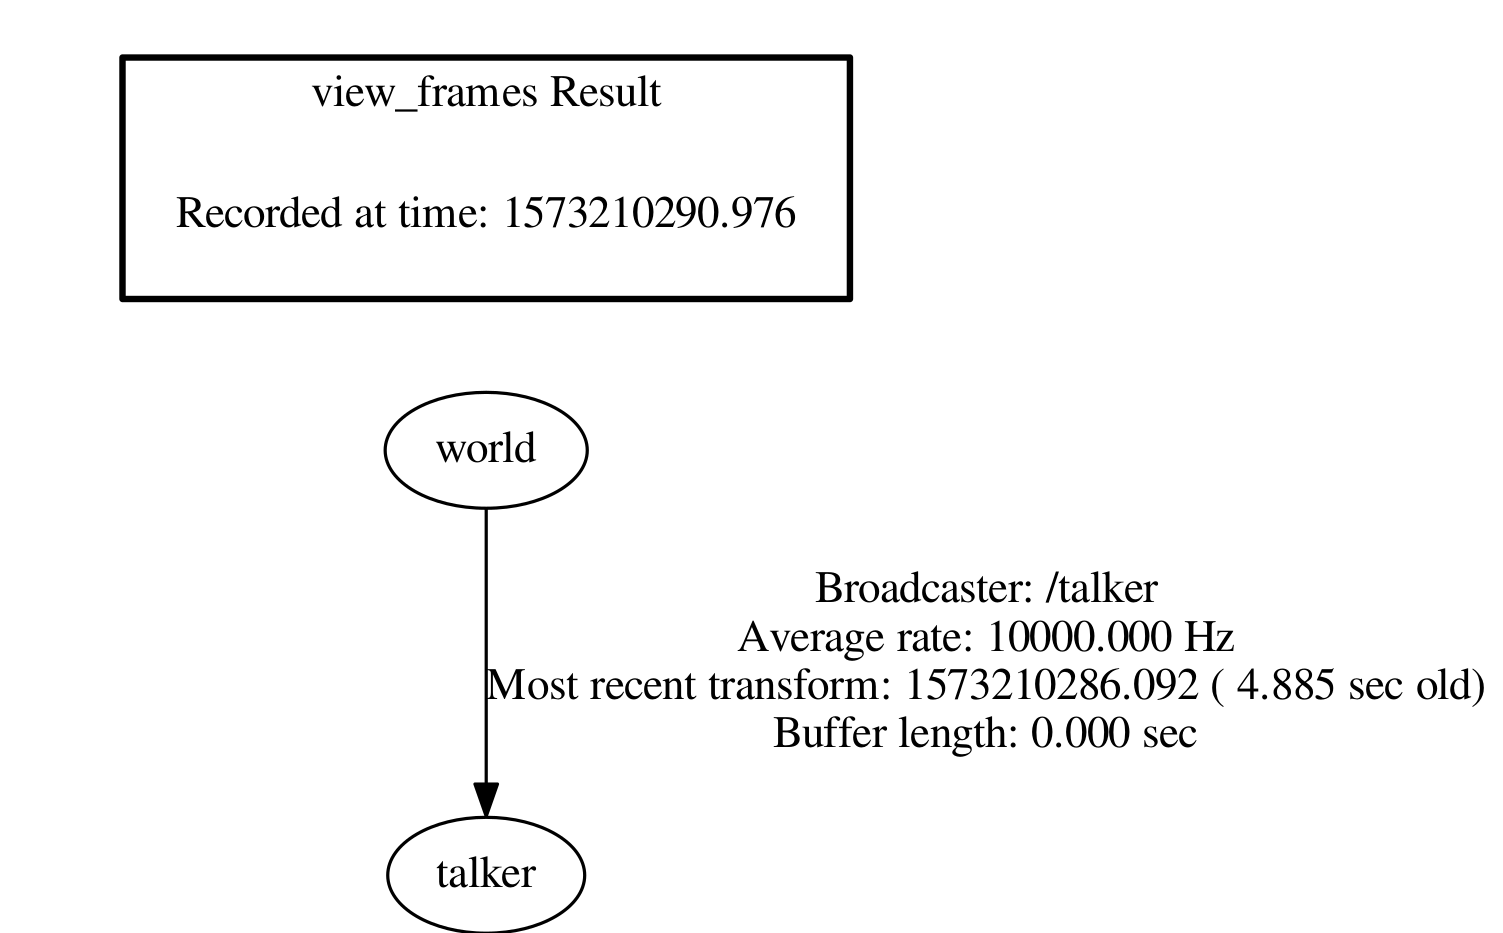 view_frames Result
Recorded at time: 1573210290.976
world
Broadcaster: /talker
Average rate: 10000.000 Hz
Most recent transform: 1573210286.092 ( 4.885 sec old)
Buffer length: 0.000 sec
talker